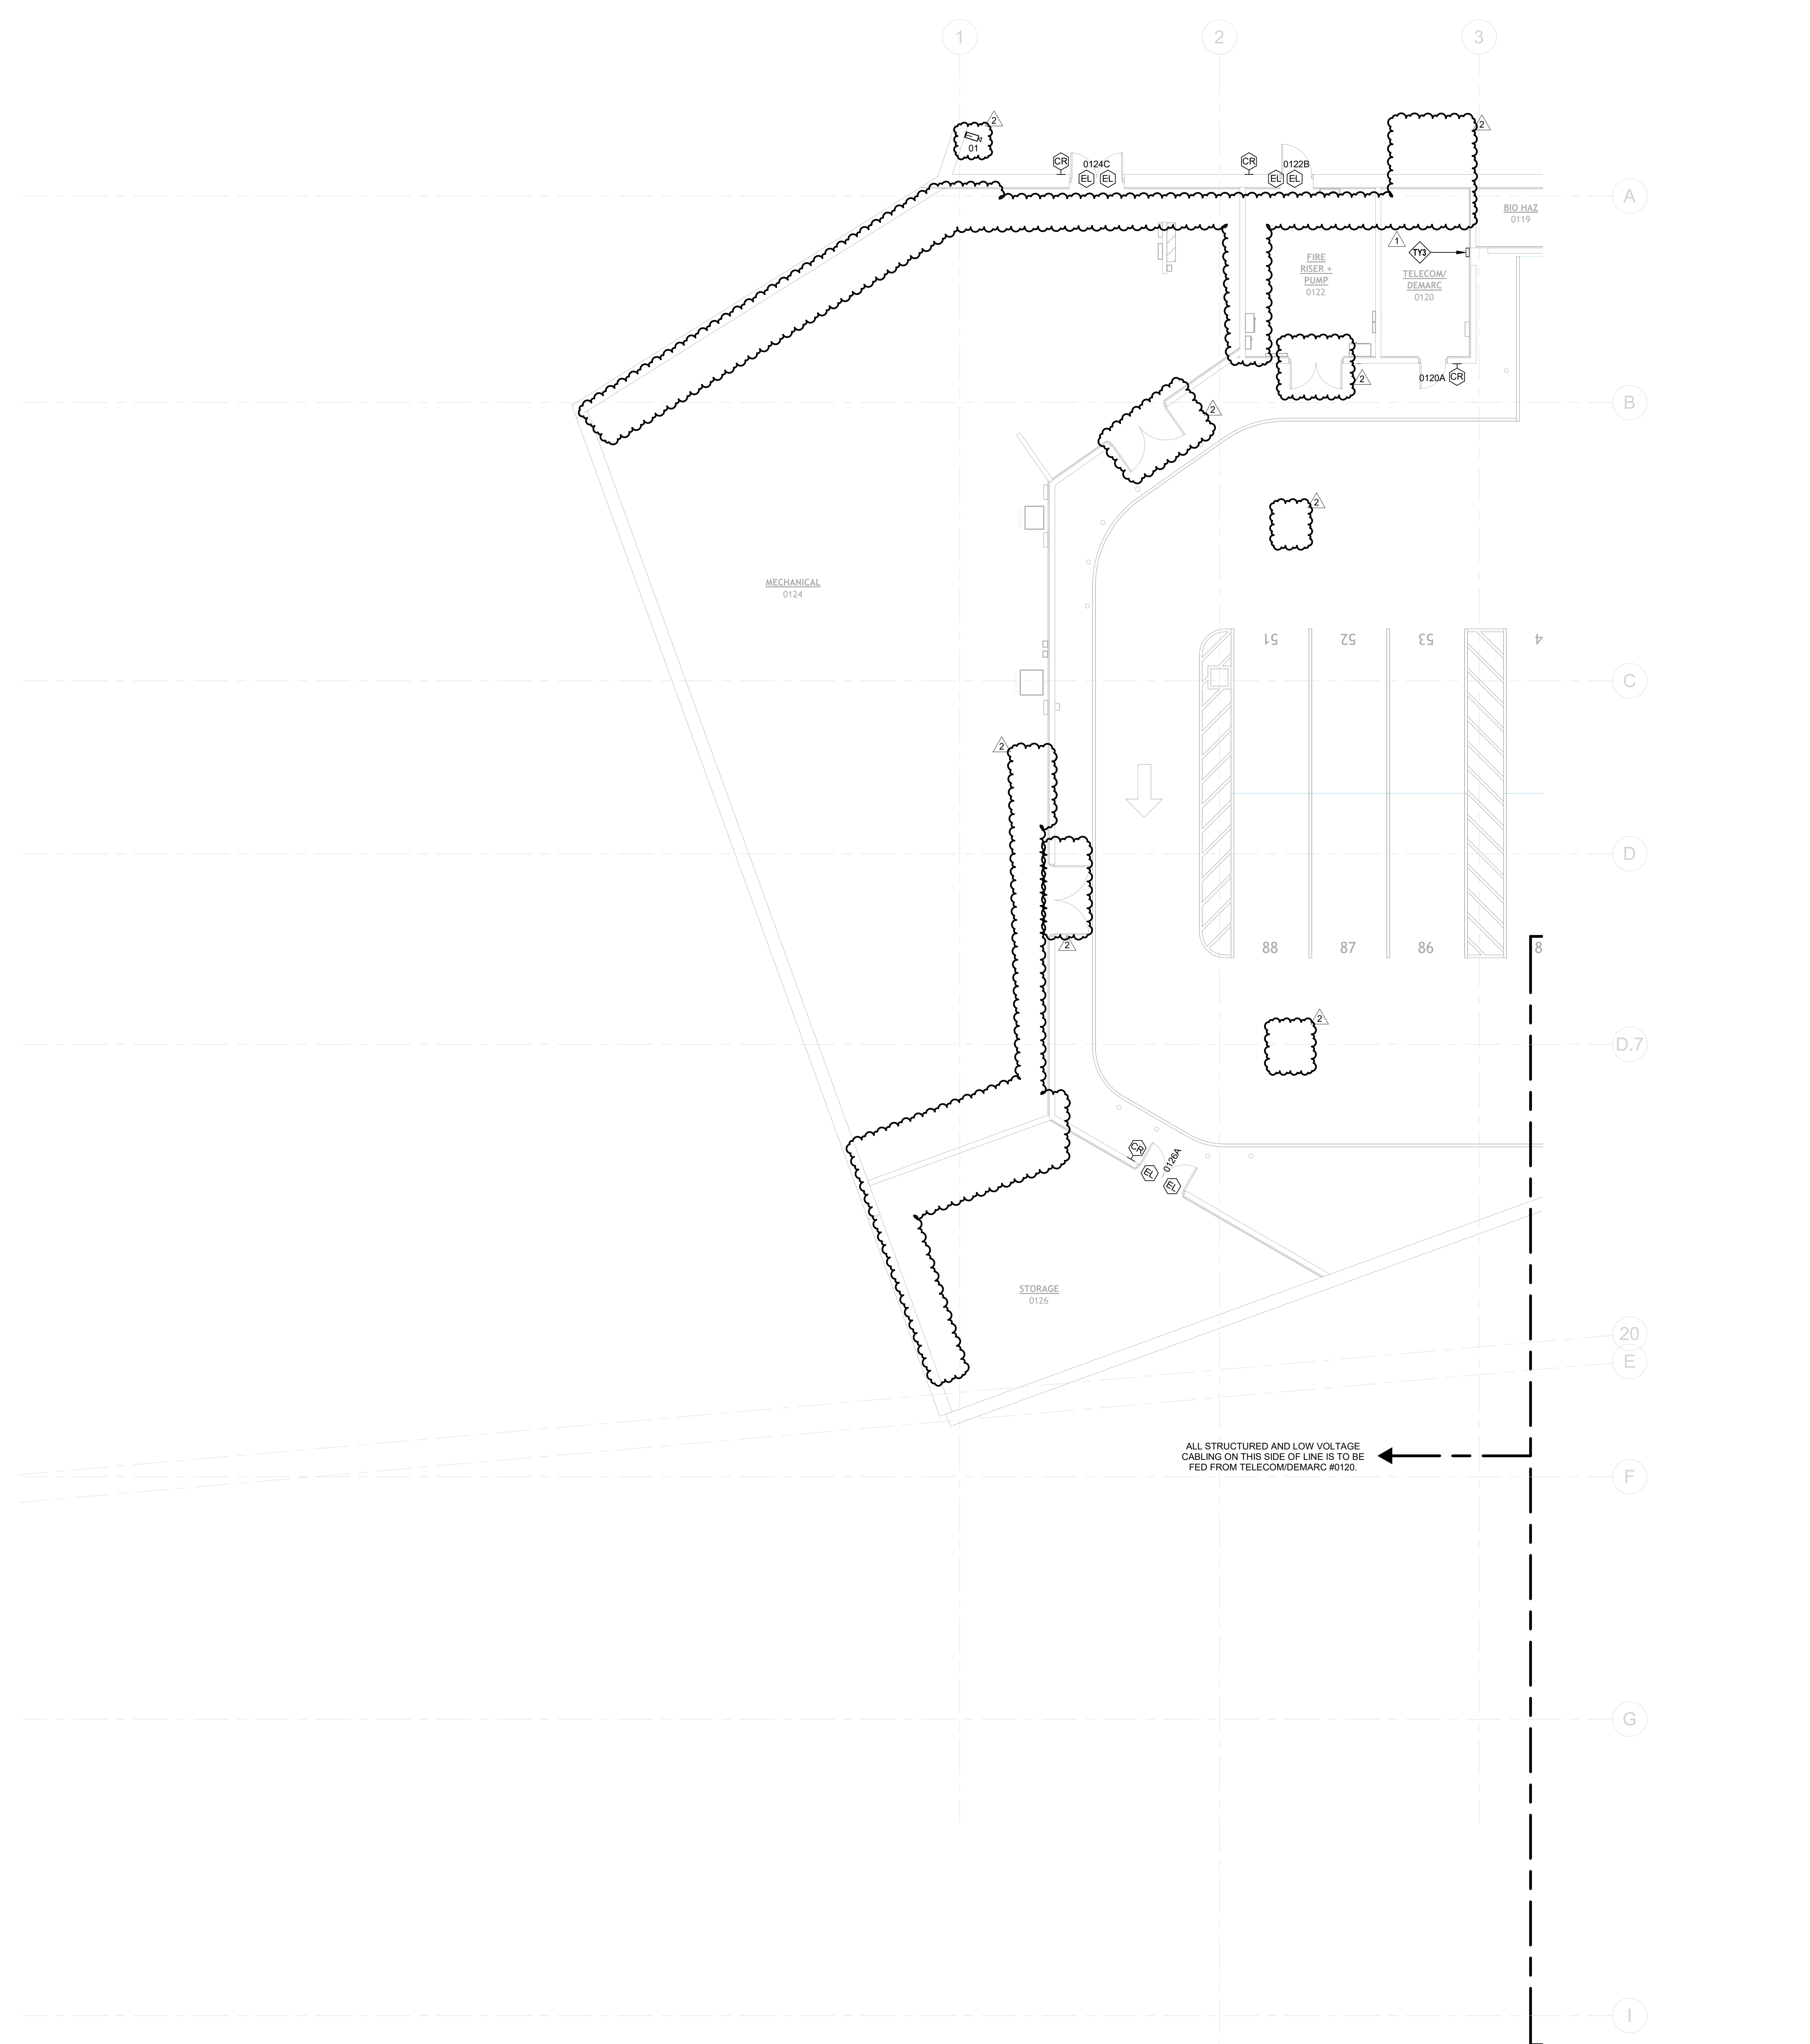 1
2
3
2
01
2
CR
0124C
EL
EL
CR
0122B
EL
EL
A
BIO HAZ
0119
1
TY3
FIRE
RISER +
PUMP
0122
TELECOM/
DEMARC
0120
0120A
CR
2
B
2
2
MECHANICAL
0124
51
52
53
4
C
2
D
2
88
87
86
8
2
D.7
CR
EL
0126A
EL
STORAGE
0126
20
E
ALL STRUCTURED AND LOW VOLTAGE
CABLING ON THIS SIDE OF LINE IS TO BE
FED FROM TELECOM/DEMARC #0120.
F
G
I